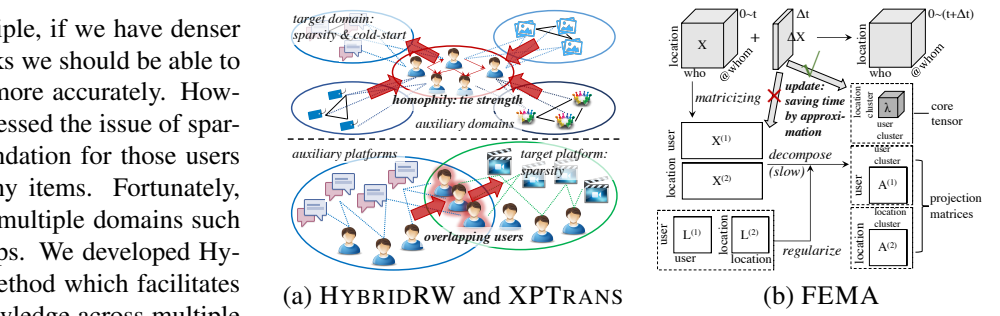 iple, if we have denser
ks we should be able to
more accurately. How-
essed the issue of spar-
ndation for those users
ny items. Fortunately,
multiple domains such
ps. We developed Hy-
ethod which facilitates
wledge across multiple
target domain:
sparsity & cold-start
homophily: tie strength
auxiliary domains
auxiliary platforms
target platform:
sparsity
overlapping users
(a) HYBRIDRW and XPTRANS
0~t
location
X
who
@whom
+
Δt
ΔX
0~(t+Δt)
location
who
@whom
matricizing
update:
saving time
by approxi-
mation
user
X(1)
location
X(2)
decompose
(slow)
location
cluster
λ
user
cluster
core
tensor
user
cluster
user
A(1)
location
cluster
location
A(2)
projection
matrices
user
L(1)
user
location
L(2)
location
regularize
(b) FEMA